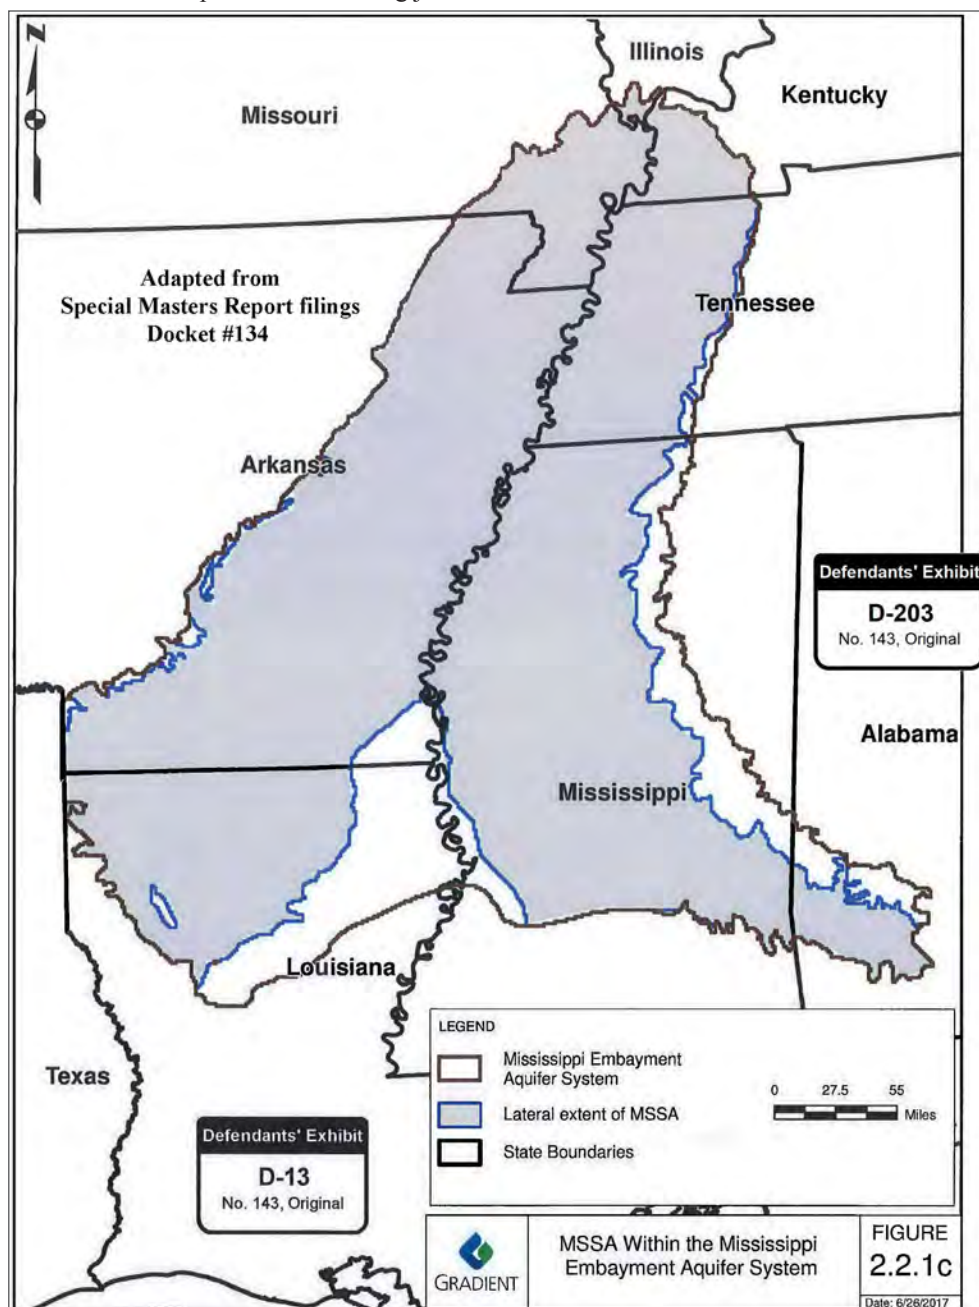 Illinois
Kentucky
Missouri
Adapted from
Special Masters Report filings
Docket #134
Tennessee
Arkansas
Defendants' Exhibit
D-203
No. 143, Original
Alabama
Mississippi
Louisiana
Texas
LEGEND
Mississippi Embayment
Aquifer System
Lateral extent of MSSA
State Boundaries
0 27.5 55
Miles
Defendants' Exhibit
D-13
No. 143, Original
GRADIENT
MSSA Within the Mississippi
Embayment Aquifer System
FIGURE
2.2.1c
Date: 6/26/2017